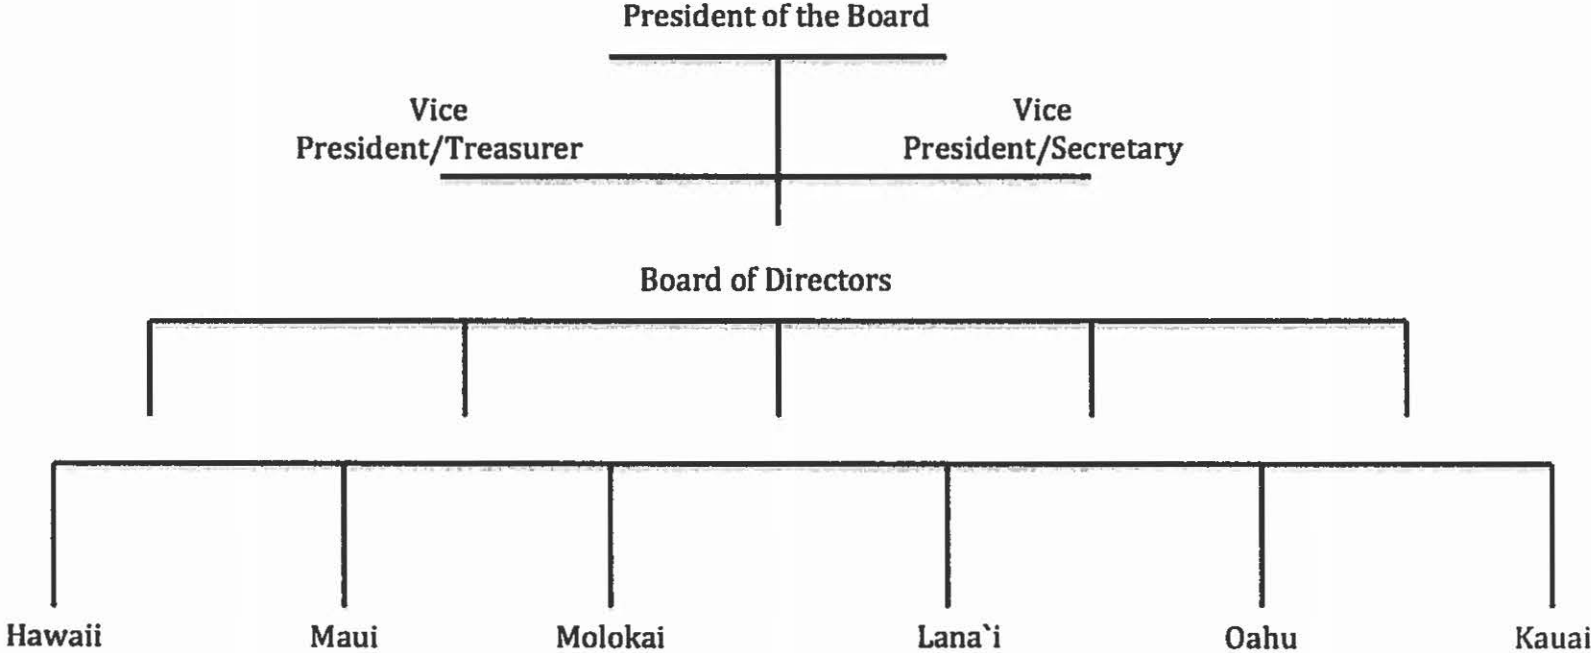 President of the Board
Vice
President/Treasurer
Vice
President/Secretary
Board of Directors
Hawaii
Maui
Molokai
Lana`i
Oahu
Kauai